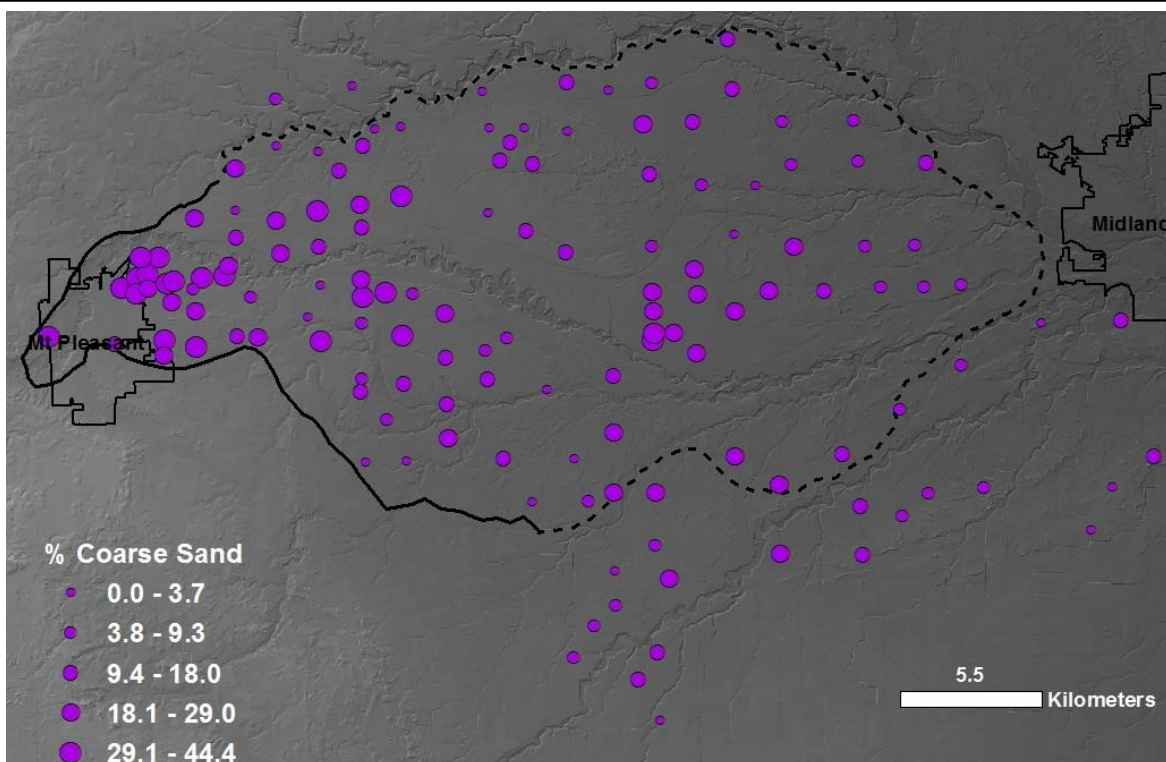 Midland
Mt Pleasant
% Coarse Sand
0.0 - 3.7
3.8 - 9.3
9.4 - 18.0
18.1 - 29.0
29.1 - 44.4
5.5
Kilometers